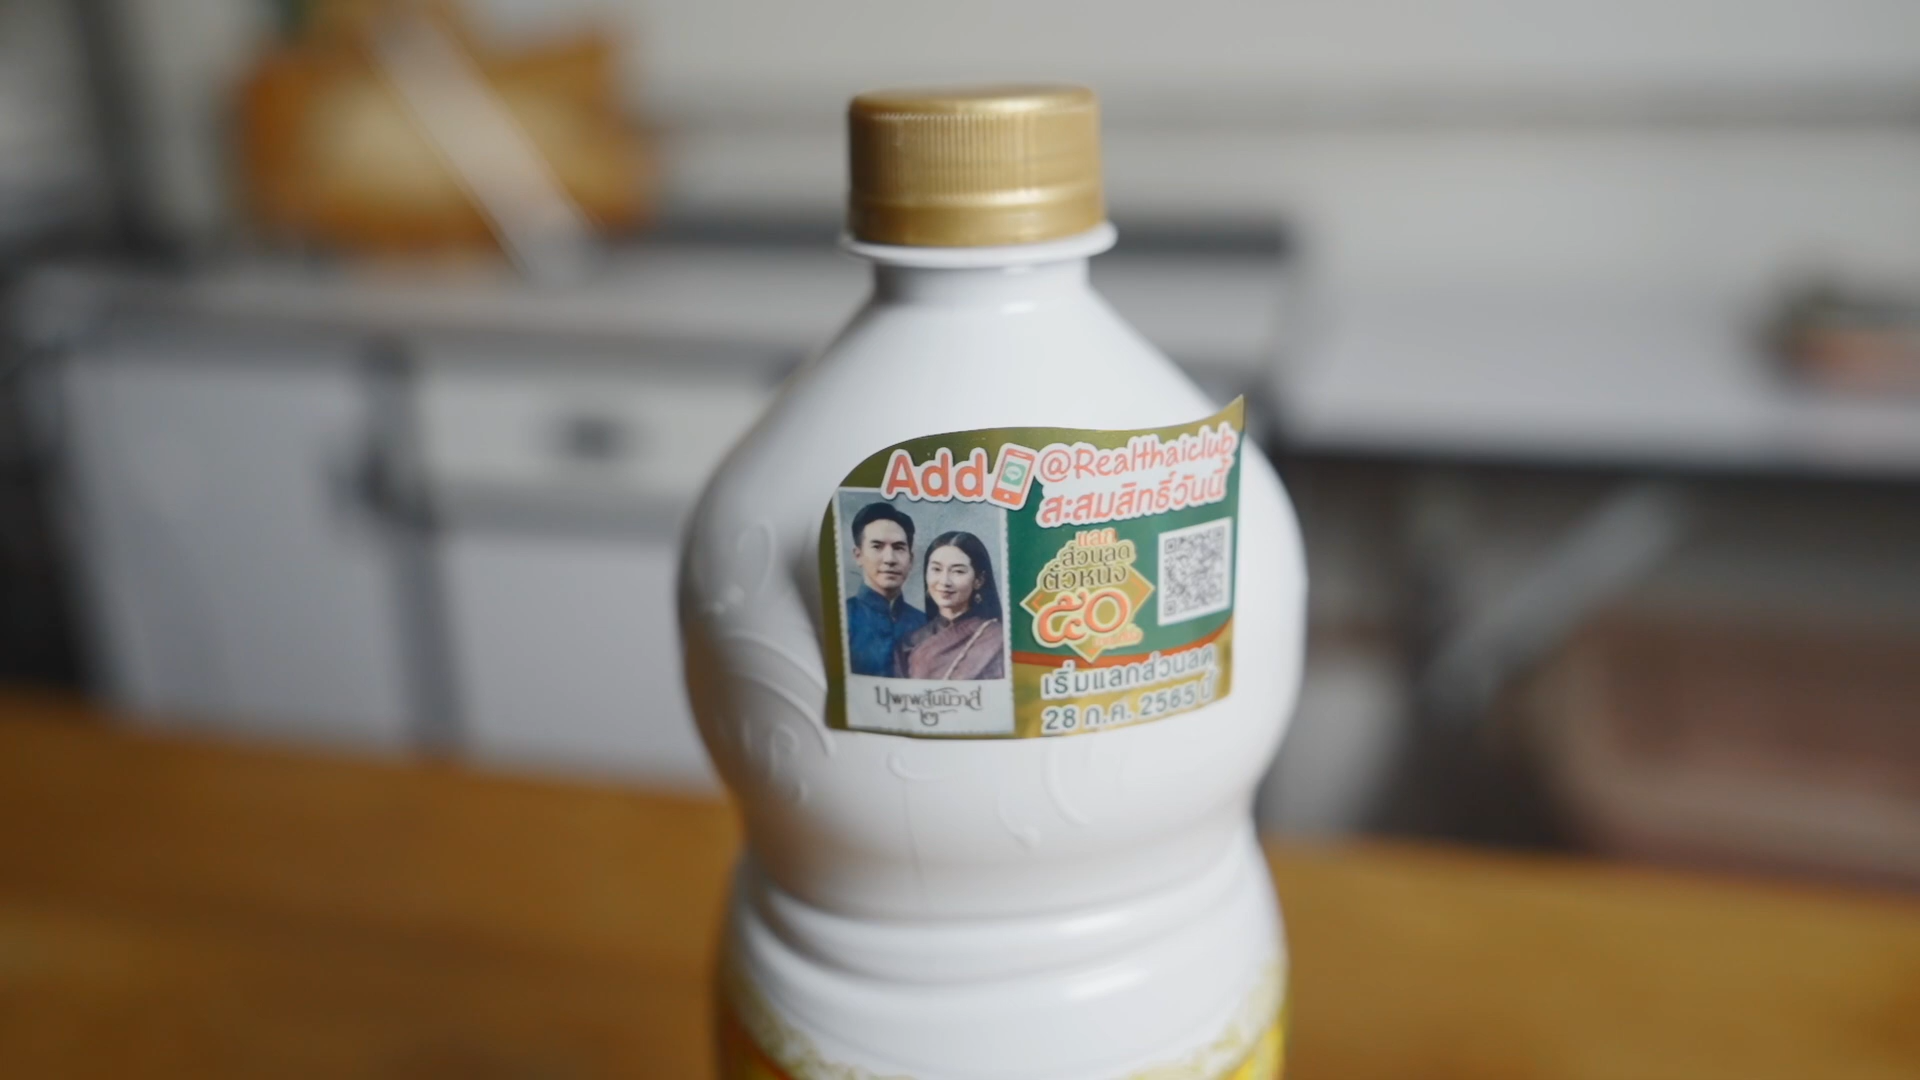 Add @Realthaiclub
สะสมสิทธิ์วันนี้
แลก
ส่วนลด
ตั๋วหนัง
๕๐
เริ่มแลกส่วนลด
28 ก.ค. 2565 นี้
บุพเพสันนิวาส
๒